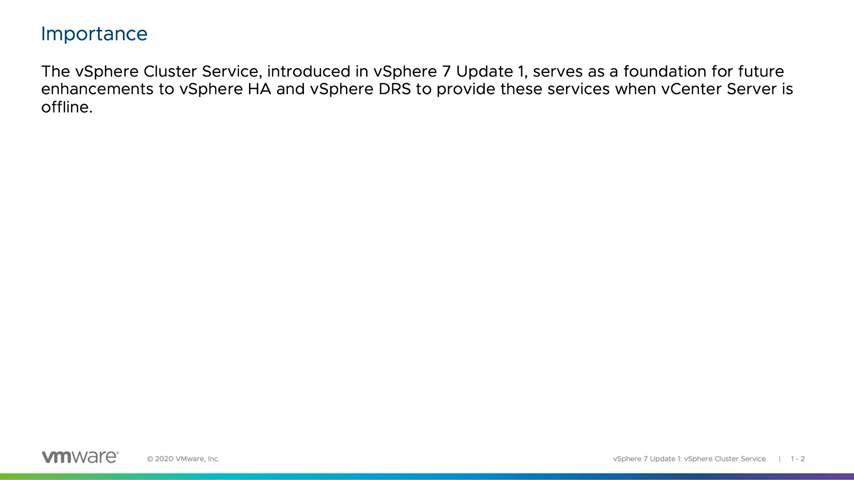 Importance
The vSphere Cluster Service, introduced in vSphere 7 Update 1, serves as a foundation for future
enhancements to vSphere HA and vSphere DRS to provide these services when vCenter Server is
offline.
vmware®
© 2020 VMware, Inc.
vSphere 7 Update 1: vSphere Cluster Service | 1 - 2